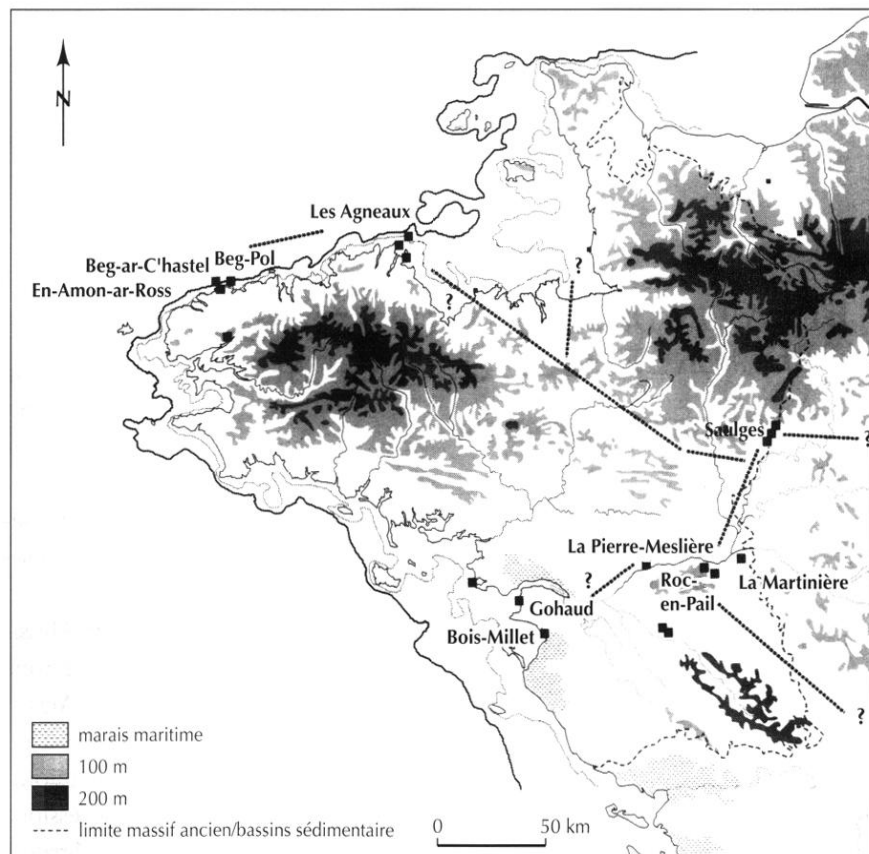 N
Les Agneaux
Beg-Pol
Beg-ar-C'hastel
En-Amon-ar-Ross
?
?
Saulges
?
La Pierre-Meslière
?
Roc-
en-Pail
La Martinière
Gohaud
Bois-Millet
?
marais maritime
100 m
200 m
limite massif ancien/bassins sédimentaire
0 50 km